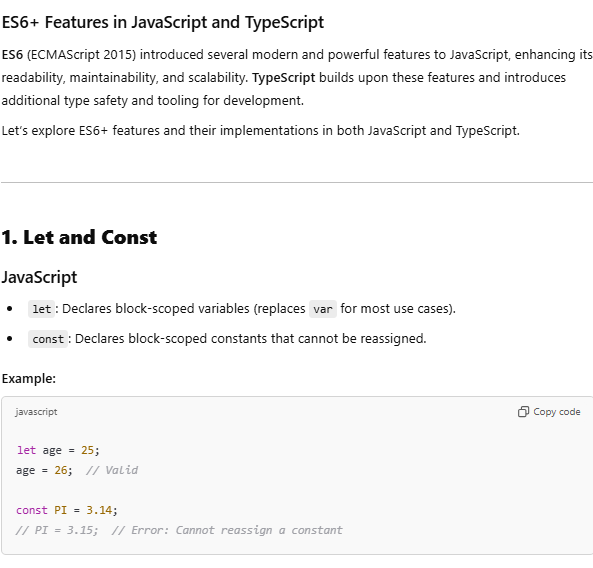 ES6+ Features in JavaScript and TypeScript
ES6 (ECMAScript 2015) introduced several modern and powerful features to JavaScript, enhancing its
readability, maintainability, and scalability. TypeScript builds upon these features and introduces
additional type safety and tooling for development.
Let's explore ES6+ features and their implementations in both JavaScript and TypeScript.
1. Let and Const
JavaScript
• let: Declares block-scoped variables (replaces var for most use cases).
• const: Declares block-scoped constants that cannot be reassigned.
Example:
javascript Copy code
let age = 25;
age = 26; // Valid
const PI = 3.14;
// PI = 3.15; // Error: Cannot reassign a constant